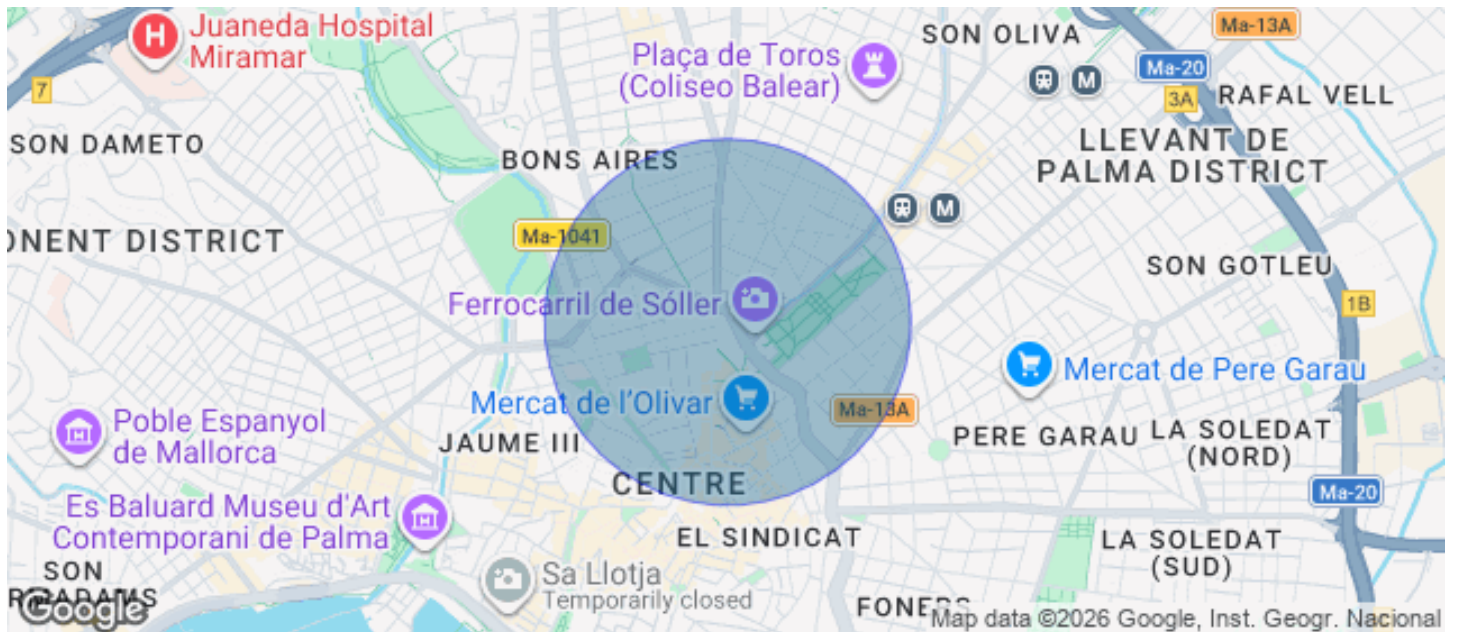 Juaneda Hospital
Miramar
Plaça de Toros
(Coliseo Balear)
SON OLIVA
Ma-13A
Ma-20
M
3A
RAFAL VELL
7
SON DAMETO
BONS AIRES
LLEVANT DE
PALMA DISTRICT
M
ONENT DISTRICT
Ma-1041
SON GOTLEU
Ferrocarril de Sóller
1B
Mercat de Pere Garau
Mercat de l'Olivar
Ma-13A
Poble Espanyol
de Mallorca
JAUME III
PERE GARAU
LA SOLEDAT
(NORD)
CENTRE
Ma-20
Es Baluard Museu d'Art
Contemporani de Palma
EL SINDICAT
LA SOLEDAT
(SUD)
SON
Sa Llotja
Temporarily closed
Google
FONERS
Map data ©2026 Google, Inst. Geogr. Nacional